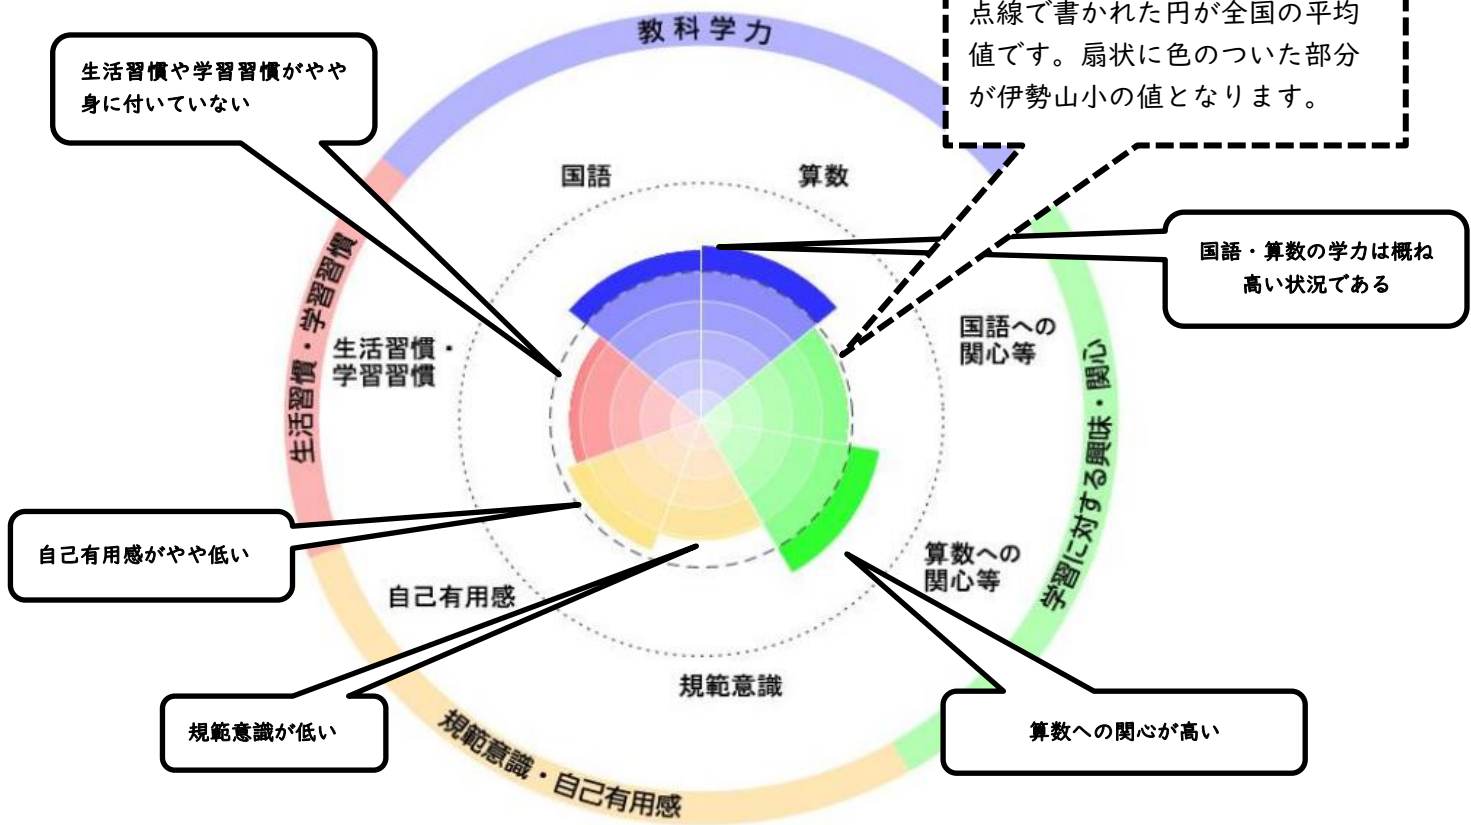 点線で書かれた円が全国の平均
値です。扇状に色のついた部分
が伊勢山小の値となります。
教科学力
生活習慣や学習習慣がやや
身に付いていない
国語
算数
国語・算数の学力は概ね
高い状況である
国語への
関心等
生活習慣・
学習習慣
生活習慣・学習習慣
学習に対する興味・関心
自己有用感がやや低い
算数への
関心等
自己有用感
規範意識
規範意識が低い
算数への関心が高い
規範意識・自己有用感